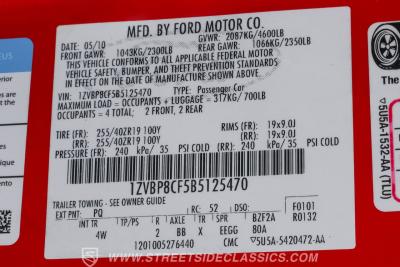 MFD. BY FORD MOTOR CO.
DATE: 05/10 GVWR: 2087KG/4600LB
FRONT GAWR: 1043KG/2300LB REAR GAWR: 1066KG/2350LB
THIS VEHICLE CONFORMS TO ALL APPLICABLE FEDERAL MOTOR
VEHICLE SAFETY, BUMPER, AND THEFT PREVENTION STANDARDS
IN EFFECT ON THE DATE OF MANUFACTURE SHOWN ABOVE.
VIN: 1ZVBP8CF5B5125470 TYPE: Passenger Car
MAXIMUM LOAD = OCCUPANTS + LUGGAGE = 317KG/700LB
OCCUPANTS = 4 TOTAL; 2 FRONT, 2 REAR
TIRE(FR): 255/40ZR19 100Y RIMS(FR): 19x9.0J
(RR): 255/40ZR19 100Y (RR): 19x9.0J
PRESSURE(FR): 240 kPa/ 35 PSI COLD (RR): 240 kPa/ 35 PSI COLD
1ZVBP8CF5B5125470
TRAILER TOWING - SEE OWNER GUIDE
EXT PNT: PQ RC: 52 DSO: F0101
INT TR TP/PS R AXLE TR SPR BZF2A R0132
4W 2 BB X EEGG 80A
1201005276440 CMC 5U5A-5420472-AA
5U5A-1532-AA (TLU)
WWW.STREETSIDECLASSICS.COM